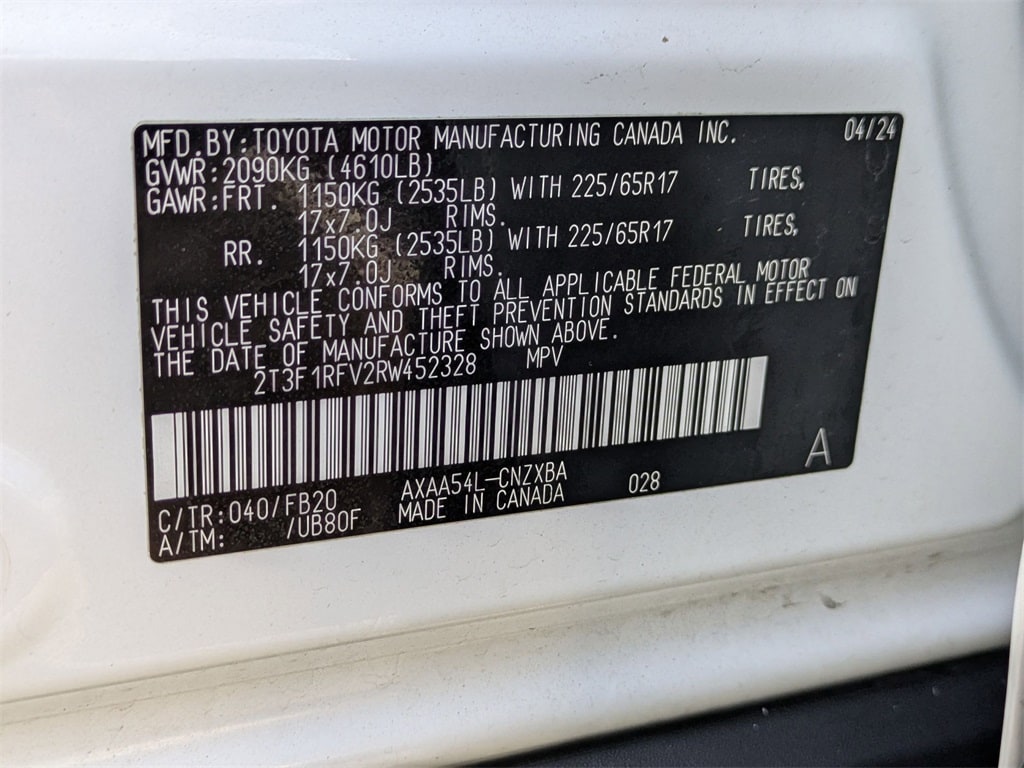 MFD.BY: TOYOTA MOTOR MANUFACTURING CANADA INC. 04/24
GVWR: 2090KG (4610LB)
GAWR: FRT. 1150KG (2535LB) WITH 225/65R17 TIRES,
17x7.0J RIMS.
RR. 1150KG (2535LB) WITH 225/65R17 TIRES,
17x7.0J RIMS.
THIS VEHICLE CONFORMS TO ALL APPLICABLE FEDERAL MOTOR
VEHICLE SAFETY AND THEFT PREVENTION STANDARDS IN EFFECT ON
THE DATE OF MANUFACTURE SHOWN ABOVE.
2T3F1RFV2RW452328 MPV
A
C/TR: 040/FB20 AXAA54L-CNZXBA 028
A/TM: /UB80F MADE IN CANADA